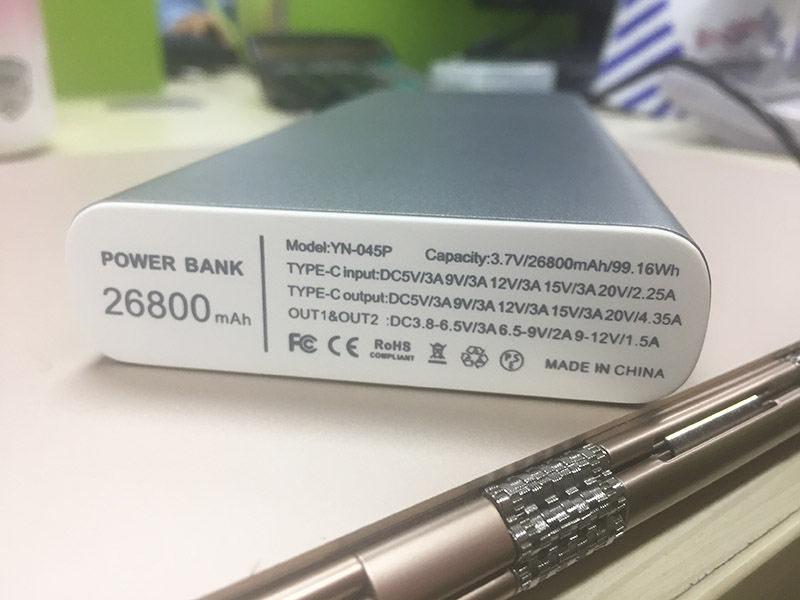 POWER BANK
26800 mAh
Model:YN-045P Capacity:3.7V/26800mAh/99.16Wh
TYPE-C input:DC5V/3A 9V/3A 12V/3A 15V/3A 20V/2.25A
TYPE-C output:DC5V/3A 9V/3A 12V/3A 15V/3A 20V/4.35A
OUT1&OUT2 :DC3.8-6.5V/3A 6.5-9V/2A 9-12V/1.5A
FC CE RoHS COMPLIANT PSE MADE IN CHINA